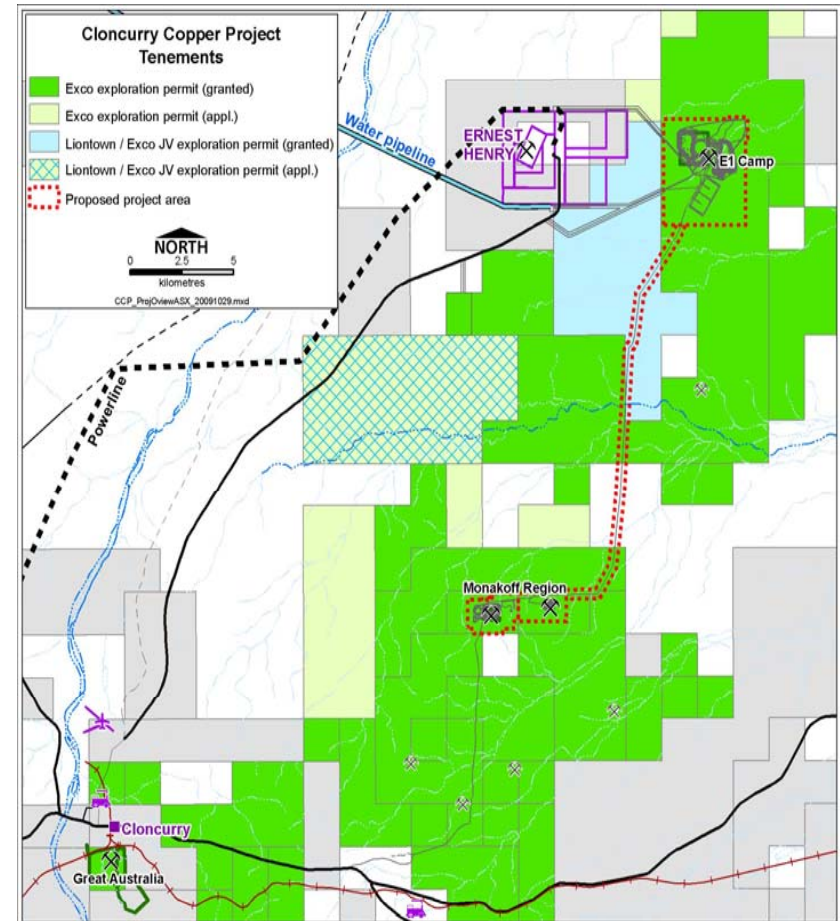 Cloncurry Copper Project
Tenements
Exco exploration permit (granted)
Exco exploration permit (appl.)
Liontown / Exco JV exploration permit (granted)
Liontown / Exco JV exploration permit (appl.)
Proposed project area
NORTH
0 2.5 5
kilometres
CCP_ProjOviewASX_20091029.mxd
Water pipeline
ERNEST
HENRY
E1 Camp
Powerline
Monakoff Region
Cloncurry
Great Australia